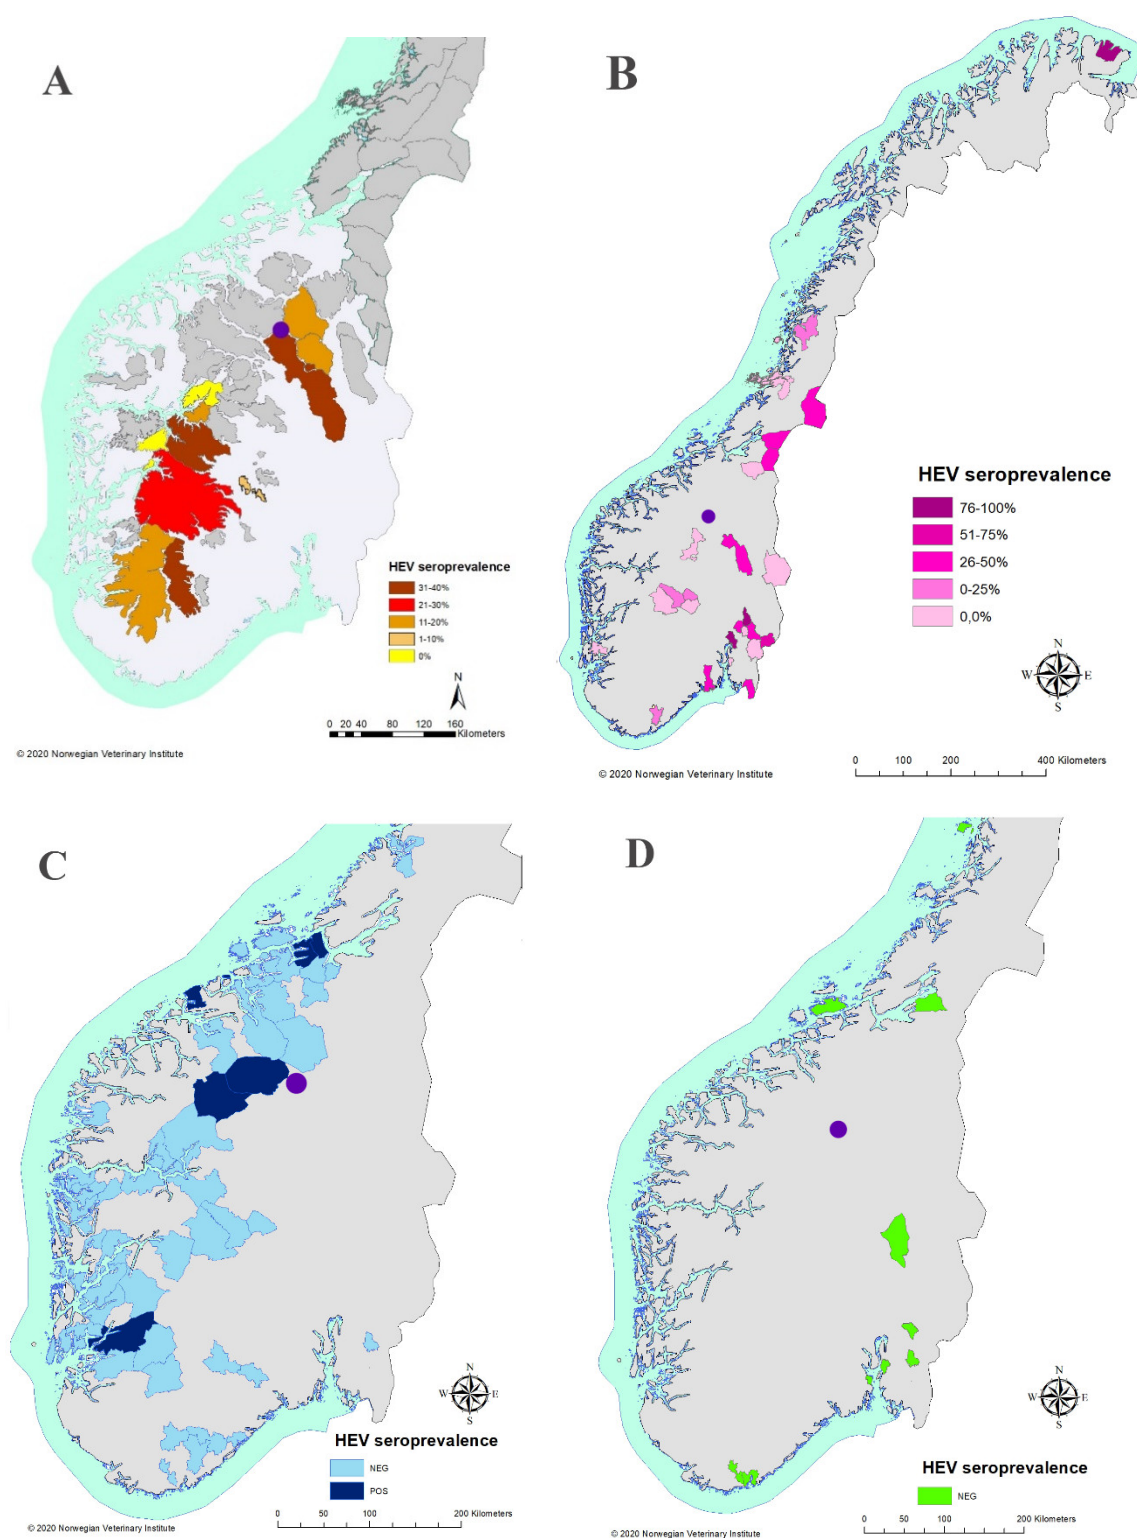 A
HEV seroprevalence
31-40%
21-30%
11-20%
1-10%
0%
N
0 20 40 80 120 160
Kilometers
© 2020 Norwegian Veterinary Institute
B
HEV seroprevalence
76-100%
51-75%
26-50%
0-25%
0,0%
N
W E
S
0 100 200 400 Kilometers
© 2020 Norwegian Veterinary Institute
C
N
W E
S
HEV seroprevalence
NEG
POS
0 50 100 200 Kilometers
© 2020 Norwegian Veterinary Institute
D
N
W E
S
HEV seroprevalence
NEG
0 50 100 200 Kilometers
© 2020 Norwegian Veterinary Institute